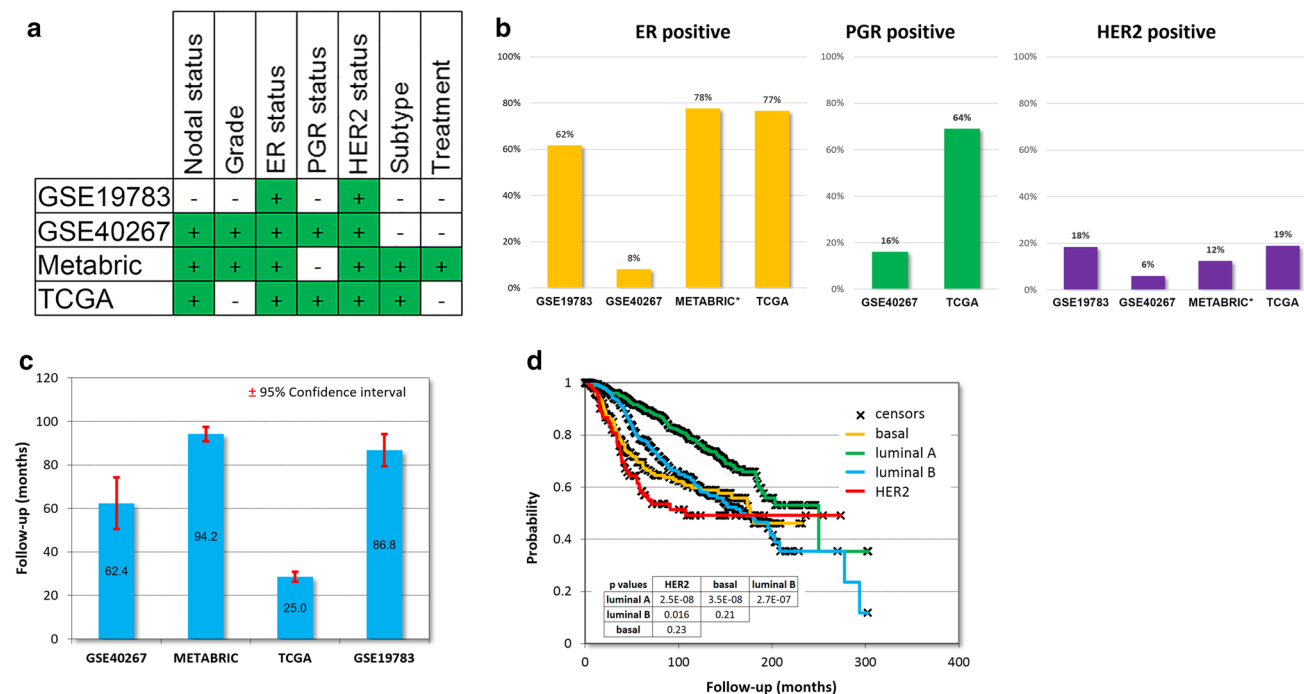 a
Nodal status
Grade
ER status
PGR status
HER2 status
Subtype
Treatment
GSE19783 - - + - + - -
GSE40267 + + + + + - -
Metabric + + + - + + +
TCGA + - + + + + -
b
ER positive
100%
80%
60%
40%
20%
0%
62%
8%
78%
77%
GSE19783 GSE40267 METABRIC* TCGA
PGR positive
100%
80%
60%
40%
20%
0%
16%
64%
GSE40267 TCGA
HER2 positive
100%
80%
60%
40%
20%
0%
18%
6%
12%
19%
GSE19783 GSE40267 METABRIC* TCGA
c
Follow-up (months)
120
100
80
60
40
20
0
± 95% Confidence interval
62.4
94.2
25.0
86.8
GSE40267 METABRIC TCGA GSE19783
d
Probability
1
0.8
0.6
0.4
0.2
0
censors
basal
luminal A
luminal B
HER2
p values HER2 basal luminal B
luminal A 2.5E-08 3.5E-08 2.7E-07
luminal B 0.016 0.21
basal 0.23
0 100 200 300 400
Follow-up (months)